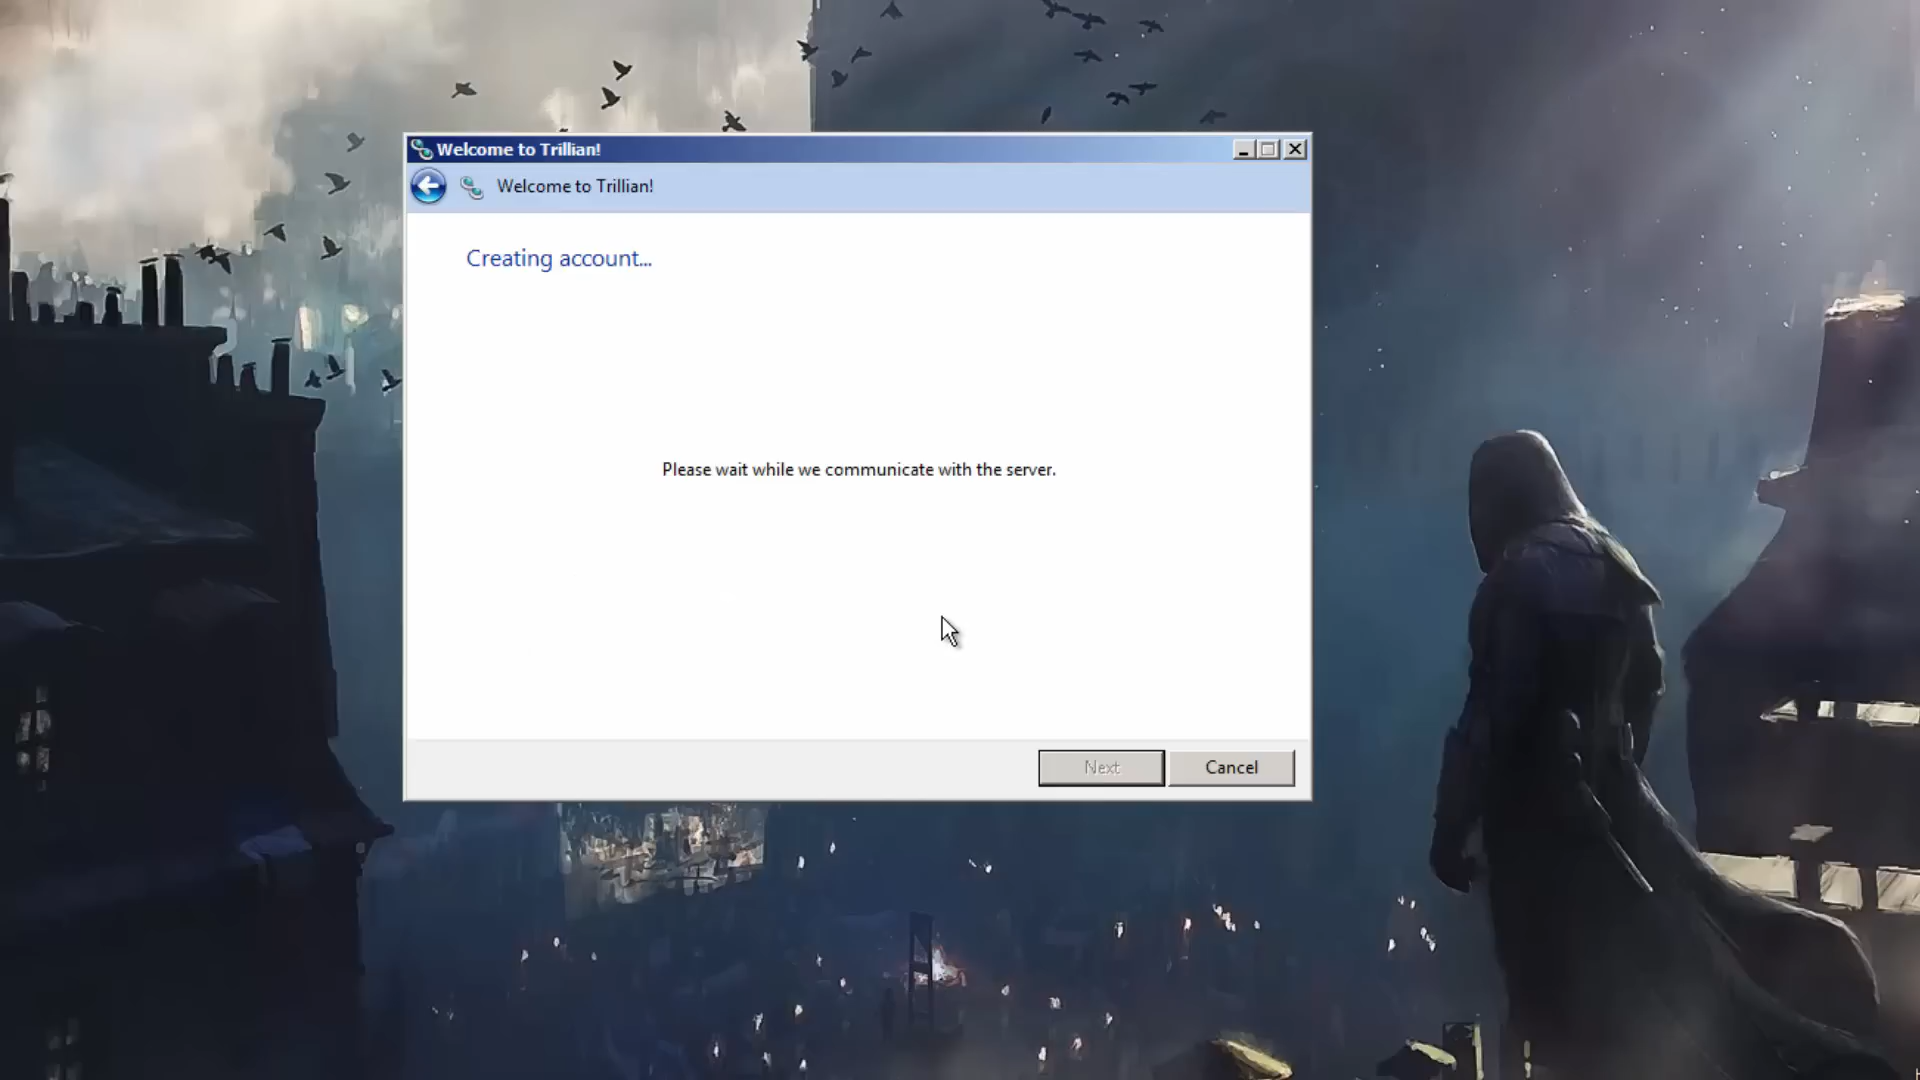 Welcome to Trillian!
Welcome to Trillian!
Creating account...
Please wait while we communicate with the server.
Next
Cancel